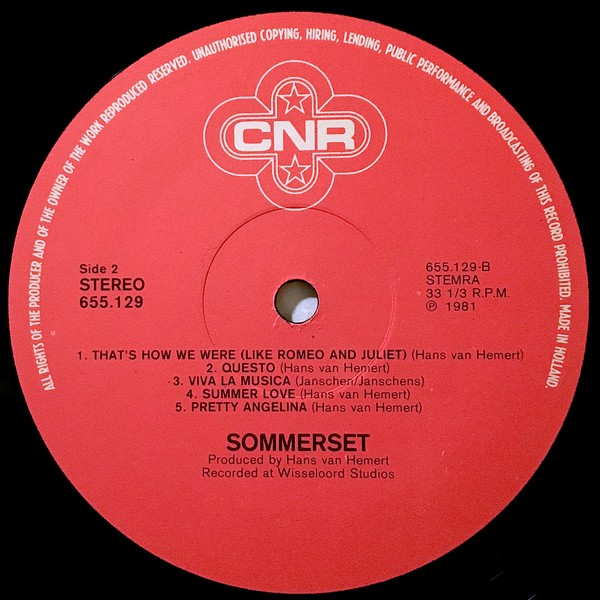 ALL RIGHTS OF THE PRODUCER AND OF THE OWNER OF THE WORK REPRODUCED RESERVED. UNAUTHORISED COPYING, HIRING, LENDING, PUBLIC PERFORMANCE AND BROADCASTING OF THIS RECORD PROHIBITED. MADE IN HOLLAND.
CNR
Side 2
STEREO
655.129
655.129-B
STEMRA
33 1/3 R.P.M.
℗ 1981
1. THAT'S HOW WE WERE (LIKE ROMEO AND JULIET) (Hans van Hemert)
2. QUESTO (Hans van Hemert)
3. VIVA LA MUSICA (Janschen/Janschens)
4. SUMMER LOVE (Hans van Hemert)
5. PRETTY ANGELINA (Hans van Hemert)
SOMMERSET
Produced by Hans van Hemert
Recorded at Wisseloord Studios